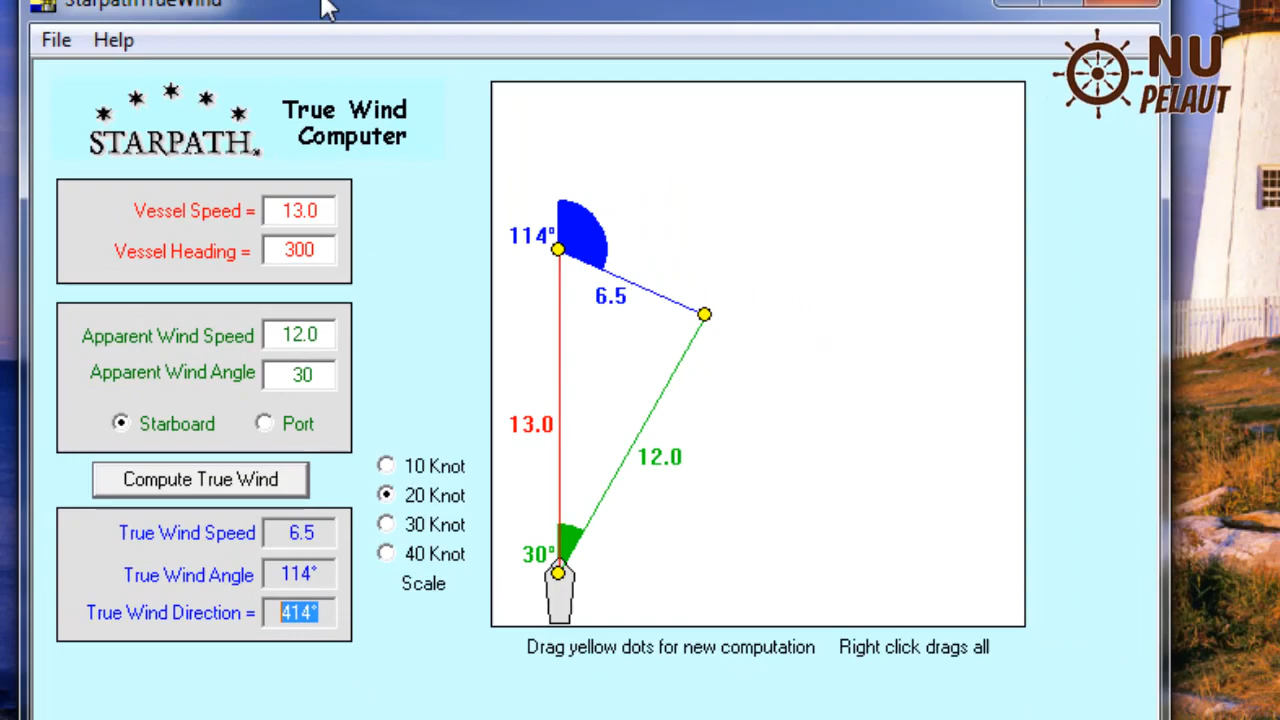 StarpathTrueWind
NU
PELAUT
File Help
STARPATH®
True Wind
Computer
Vessel Speed = 13.0
Vessel Heading = 300
Apparent Wind Speed 12.0
Apparent Wind Angle 30
Starboard Port
Compute True Wind
True Wind Speed 6.5
True Wind Angle 114°
True Wind Direction = 414°
10 Knot
20 Knot
30 Knot
40 Knot
Scale
114°
6.5
13.0
12.0
30°
Drag yellow dots for new computation Right click drags all